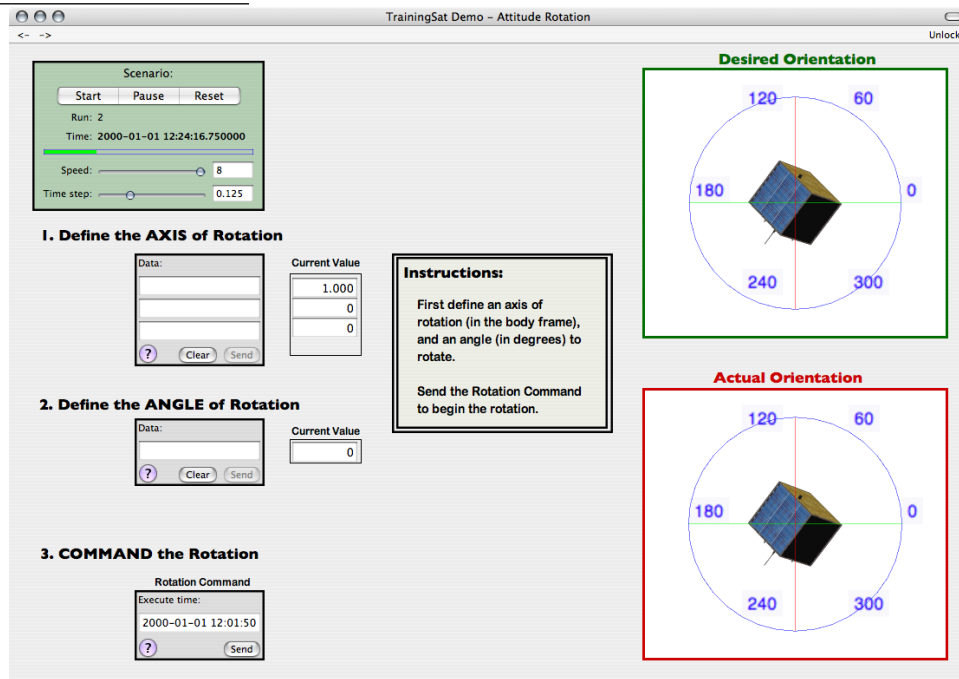 TrainingSat Demo – Attitude Rotation
<- ->
Unlock
Scenario:
Start Pause Reset
Run: 2
Time: 2000-01-01 12:24:16.750000
Speed: 8
Time step: 0.125
1. Define the AXIS of Rotation
Data:
? Clear Send
Current Value
1.000
0
0
2. Define the ANGLE of Rotation
Data:
? Clear Send
Current Value
0
3. COMMAND the Rotation
Rotation Command
Execute time:
2000-01-01 12:01:50
? Send
Instructions:
First define an axis of
rotation (in the body frame),
and an angle (in degrees) to
rotate.
Send the Rotation Command
to begin the rotation.
Desired Orientation
120 60
180 0
240 300
Actual Orientation
120 60
180 0
240 300